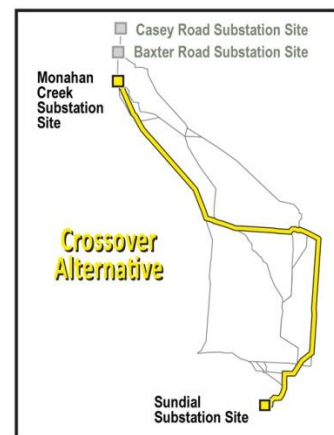 Casey Road Substation Site
Baxter Road Substation Site
Monahan
Creek
Substation
Site
Crossover
Alternative
Sundial
Substation Site